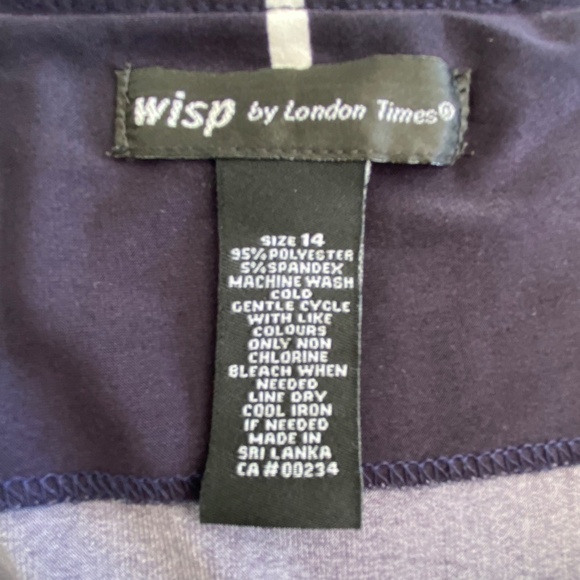 wisp by London Times®
SIZE 14
95% POLYESTER
5% SPANDEX
MACHINE WASH
COLD
GENTLE CYCLE
WITH LIKE
COLOURS
ONLY NON
CHLORINE
BLEACH WHEN
NEEDED
LINE DRY
COOL IRON
IF NEEDED
MADE IN
SRI LANKA
CA#00234